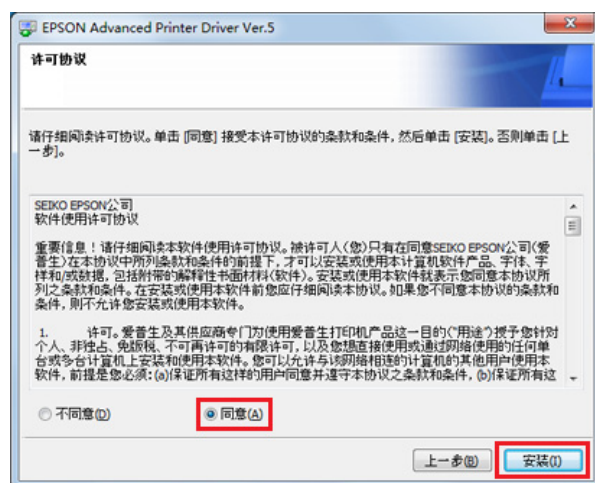 EPSON Advanced Printer Driver Ver.5
许可协议
请仔细阅读许可协议。单击 [同意] 接受本许可协议的条款和条件, 然后单击 [安装]。否则单击 [上
一步]。
SEIKO EPSON公司
软件使用许可协议
重要信息！请仔细阅读本软件使用许可协议。被许可人(您)只有在同意SEIKO EPSON公司(爱
普生)在本协议中所列条款和条件的前提下, 才可以安装或使用本计算机软件产品、字体、字
样和/或数据, 包括附带的解释性书面材料(软件)。安装或使用本软件就表示您同意本协议所
列之条款和条件。在安装或使用本软件前您应仔细阅读本协议。如果您不同意本协议的条款和
条件, 则不允许您安装或使用本软件。
1. 许可。爱普生及其供应商专门为使用爱普生打印机产品这一目的("用途")授予您针对
个人、非独占、免版税、不可再许可的有限许可, 以及您想直接使用或通过网络使用的任何单
台或多台计算机上安装和使用本软件。您可以允许与该网络相连的计算机的其他用户使用本
软件, 前提是您必须: (a)保证所有这样的用户同意并遵守本协议之条款和条件, (b)保证所有这
不同意(D)
同意(A)
上一步(B)
安装(I)